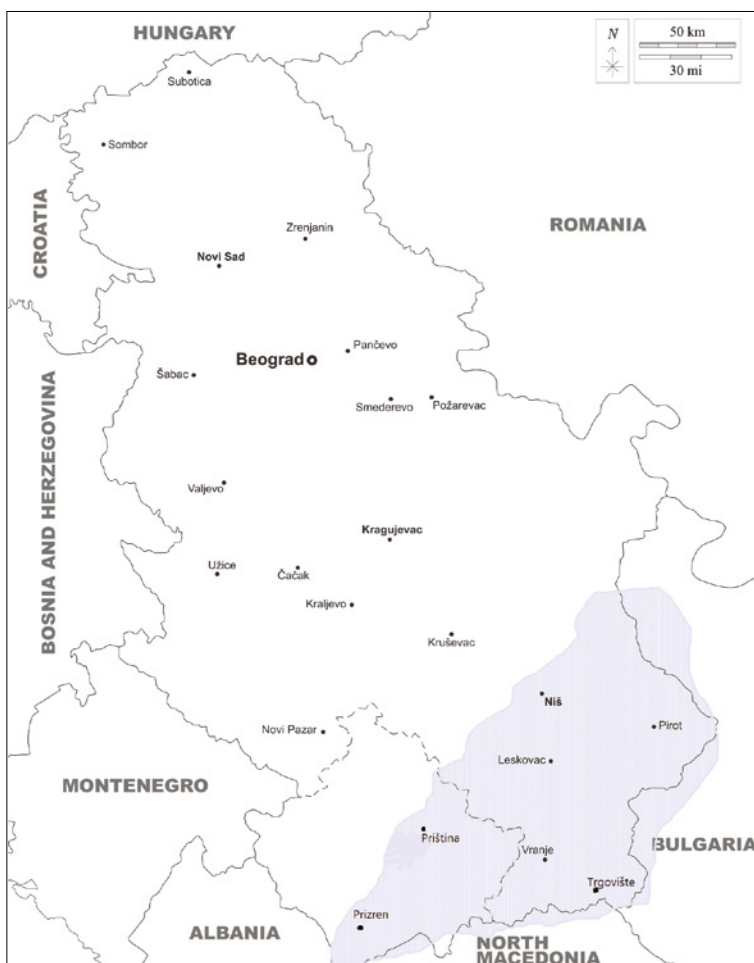 HUNGARY
N
50 km
30 mi
Subotica
Sombor
CROATIA
ROMANIA
Zrenjanin
Novi Sad
Pančevo
Beograd
Šabac
Smederevo
Požarevac
BOSNIA AND HERZEGOVINA
Valjevo
Kragujevac
Užice
Čačak
Kraljevo
Kruševac
Niš
Novi Pazar
Pirot
Leskovac
MONTENEGRO
Priština
BULGARIA
Vranje
Trgovište
Prizren
ALBANIA
NORTH
MACEDONIA